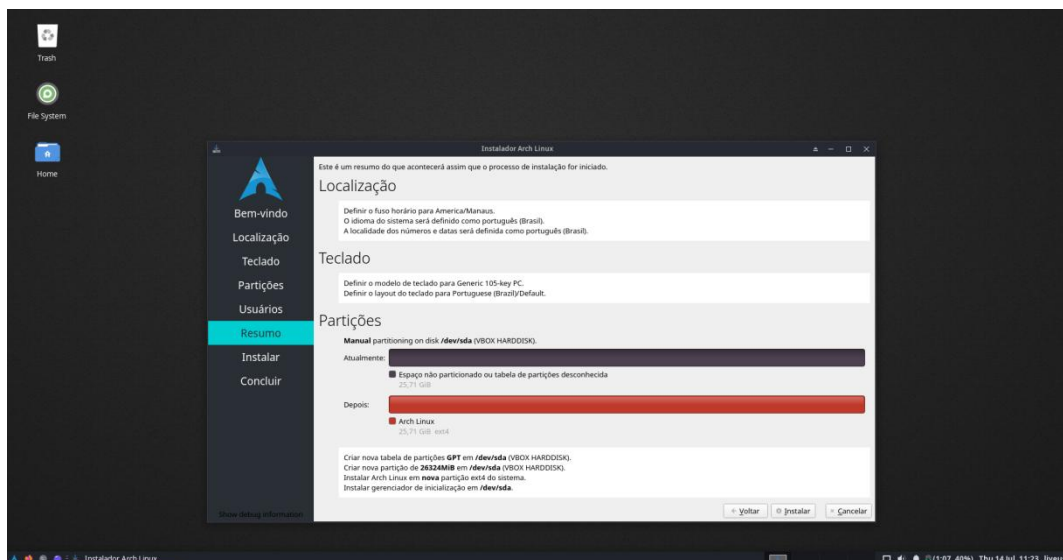 Trash
File System
Home
Instalador Arch Linux
Este é um resumo do que acontecerá assim que o processo de instalação for iniciado.
Bem-vindo
Localização
Teclado
Partições
Usuários
Resumo
Instalar
Concluir
Show debug information
Localização
Definir o fuso horário para America/Manaus.
O idioma do sistema será definido como português (Brasil).
A localidade dos números e datas será definida como português (Brasil).
Teclado
Definir o modelo de teclado para Generic 105-key PC.
Definir o layout do teclado para Portuguese (Brazil)/Default.
Partições
Manual partitioning on disk /dev/sda (VBOX HARDDISK).
Atualmente:
Espaço não particionado ou tabela de partições desconhecida
25,71 GiB
Depois:
Arch Linux
25,71 GiB ext4
Criar nova tabela de partições GPT em /dev/sda (VBOX HARDDISK).
Criar nova partição de 26324MiB em /dev/sda (VBOX HARDDISK).
Instalar Arch Linux em nova partição ext4 do sistema.
Instalar gerenciador de inicialização em /dev/sda.
Voltar Instalar Cancelar
Instalador Arch Linux (1:07, 40%) Thu 14 Jul, 11:23